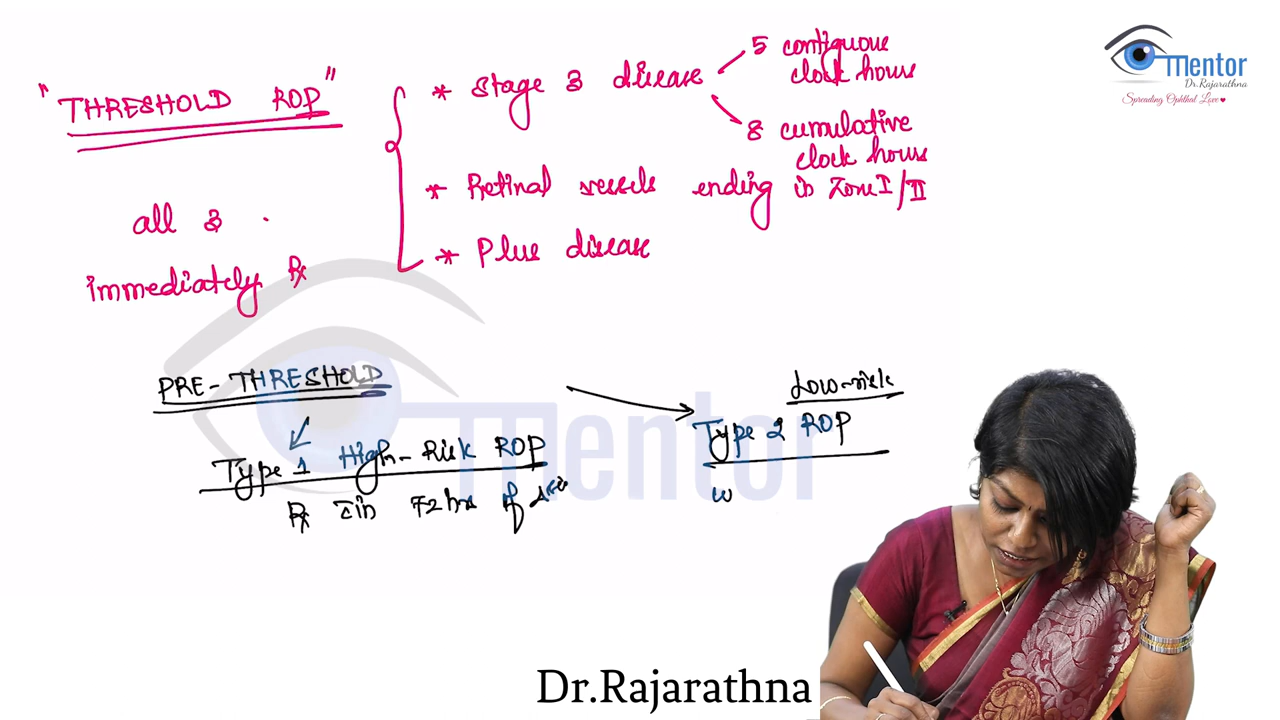 "THRESHOLD ROP"
all 3
immediately Rx
* Stage 3 disease
5 contiguous
clock hours
8 cumulative
clock hours
* Retinal vessels ending in Zone I/II
* Plus disease
PRE-THRESHOLD
Type 1 High-Risk ROP
Rx in 72 hrs of
Low-risk
Type 2 ROP
w
mentor
Mentor
Dr.Rajarathna
Spreading Ophthal Love
Dr.Rajarathna